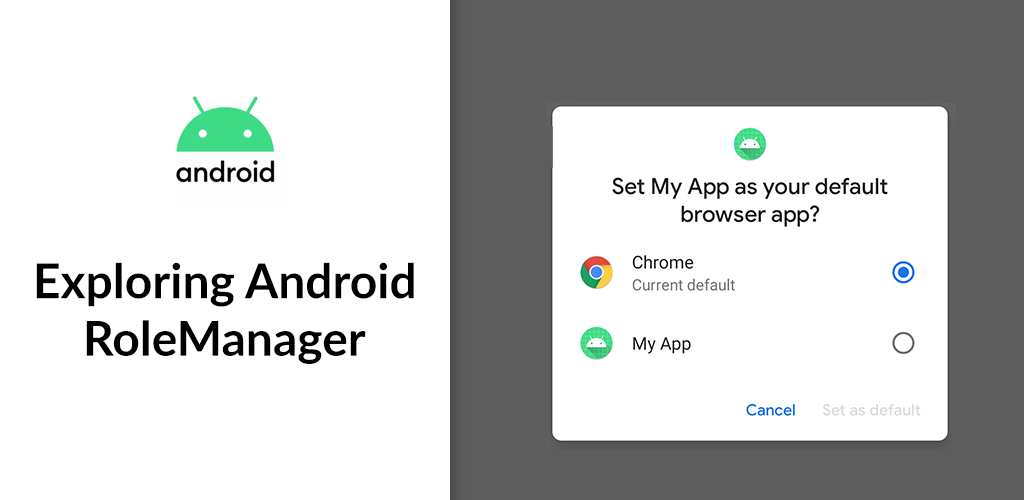 android
Exploring Android
RoleManager
Set My App as your default
browser app?
Chrome
Current default
My App
Cancel Set as default